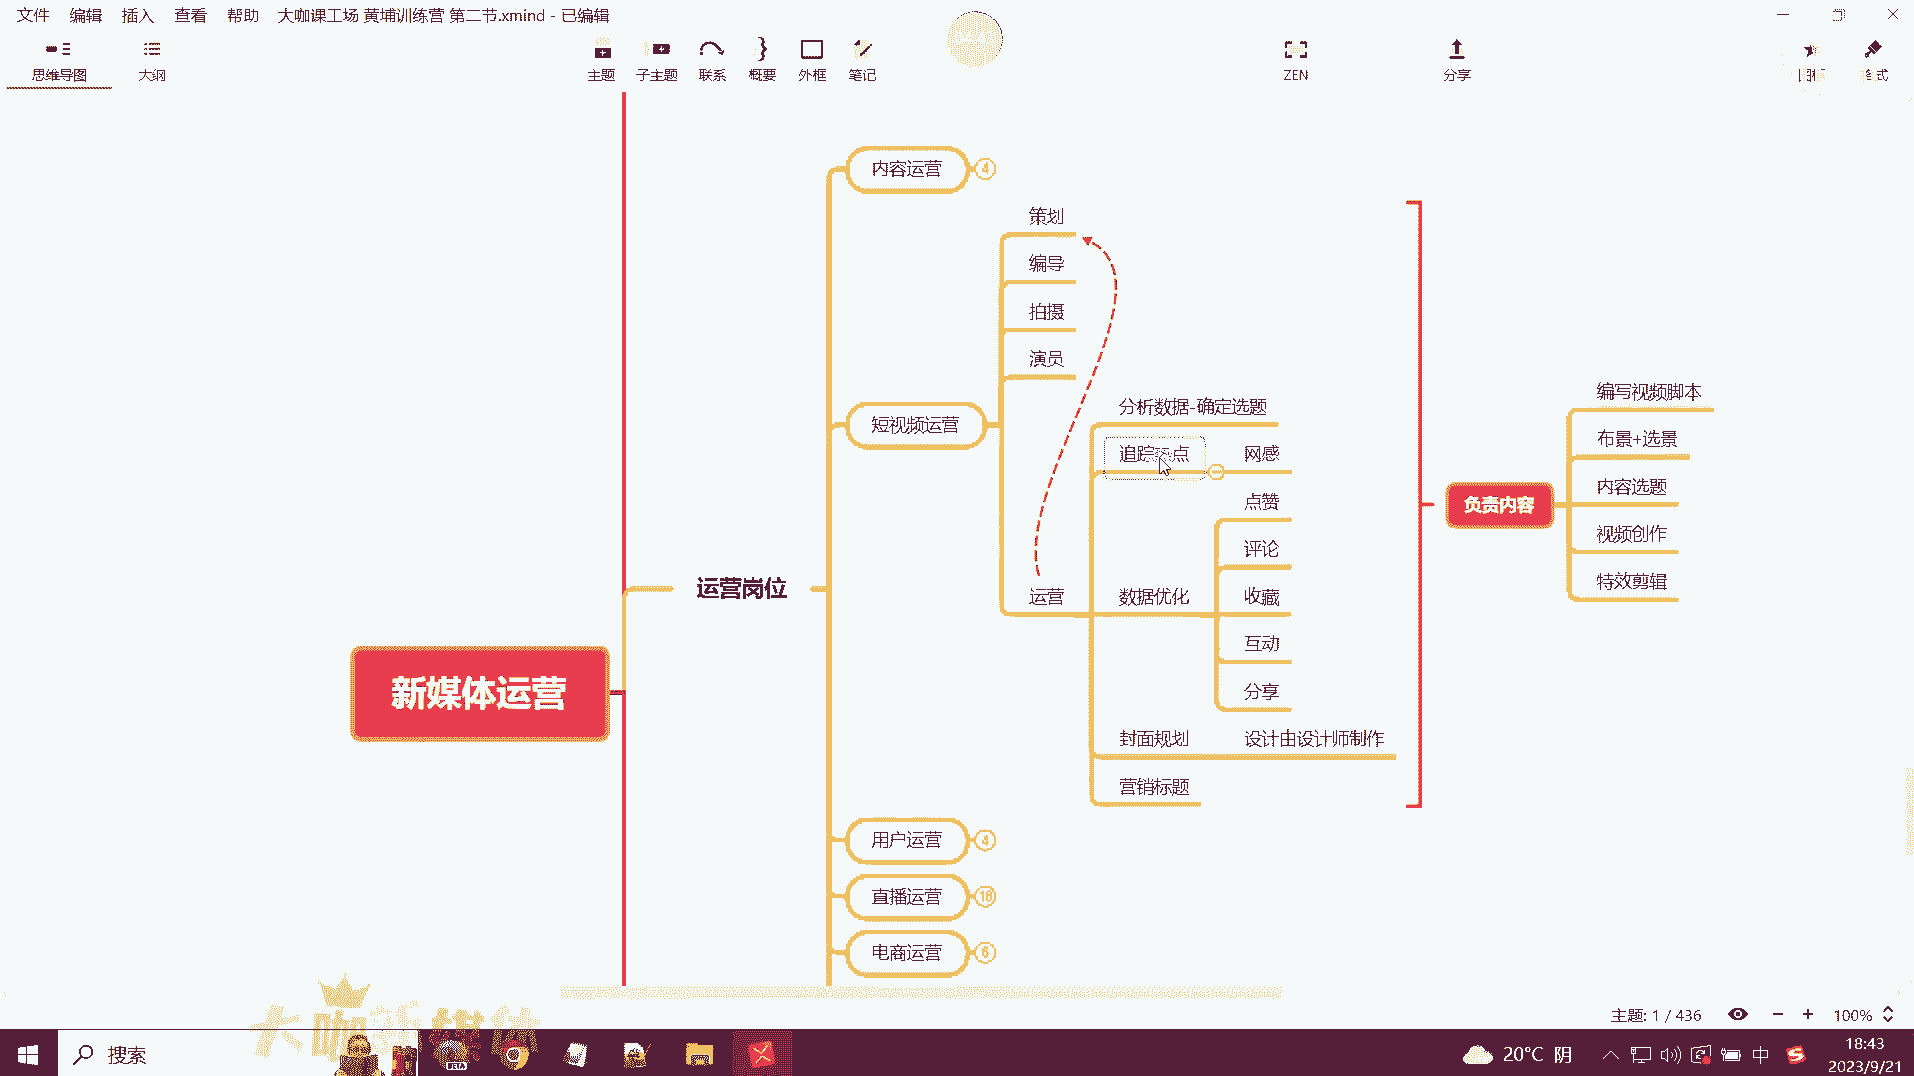 文件 编辑 插入 查看 帮助 大咖课工场 黄埔训练营 第二节.xmind - 已编辑
思维导图 大纲 主题 子主题 联系 概要 外框 笔记 ZEN 分享 图标 格式
内容运营 4
策划
编导
拍摄
演员
短视频运营
分析数据-确定选题
追踪热点 网感
点赞
评论
运营 数据优化 收藏
互动
分享
封面规划 设计由设计师制作
营销标题
编写视频脚本
布景+选景
内容选题
负责内容
视频创作
特效剪辑
运营岗位
新媒体运营
用户运营 4
直播运营 16
电商运营 6
主题: 1 / 436 100%
大咖新媒体
搜索 BETA 20°C 阴 中 18:43
2023/9/21